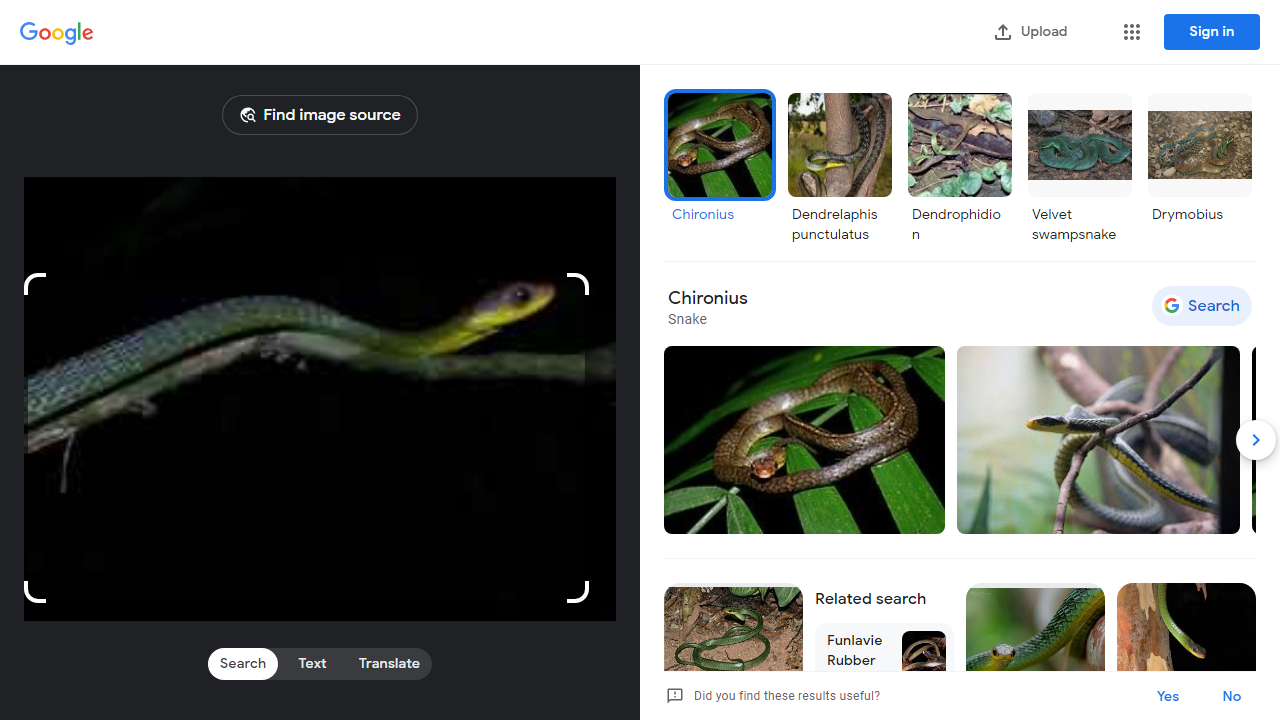 Google
Upload
Sign in
Find image source
Search
Text
Translate
Chironius
Dendrelaphis
punctulatus
Dendrophidio
n
Velvet
swampsnake
Drymobius
Chironius
Snake
Search
Related search
Funlavie
Rubber
Did you find these results useful?
Yes
No